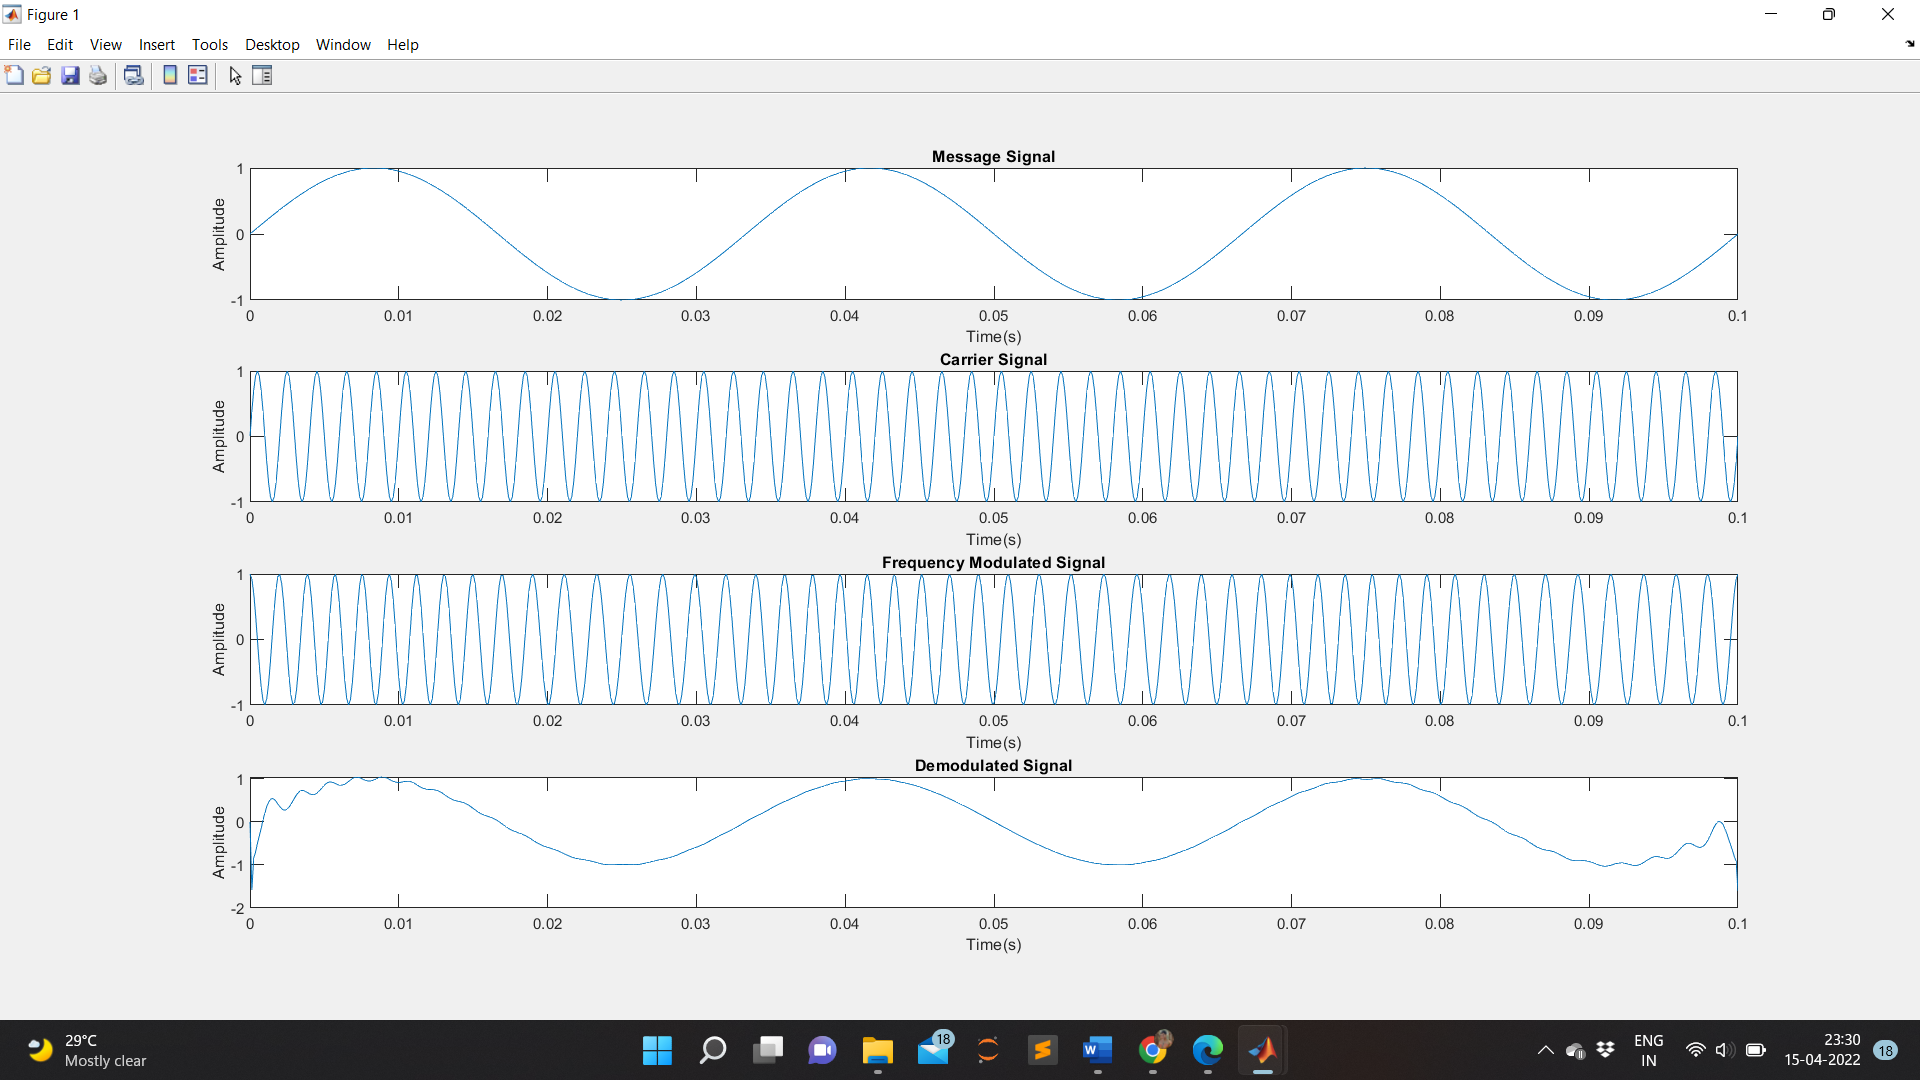 Figure 1
File Edit View Insert Tools Desktop Window Help
Message Signal
Amplitude
1
0
-1
0 0.01 0.02 0.03 0.04 0.05 0.06 0.07 0.08 0.09 0.1
Time(s)
Carrier Signal
Amplitude
1
0
-1
0 0.01 0.02 0.03 0.04 0.05 0.06 0.07 0.08 0.09 0.1
Time(s)
Frequency Modulated Signal
Amplitude
1
0
-1
0 0.01 0.02 0.03 0.04 0.05 0.06 0.07 0.08 0.09 0.1
Time(s)
Demodulated Signal
Amplitude
1
0
-1
-2
0 0.01 0.02 0.03 0.04 0.05 0.06 0.07 0.08 0.09 0.1
Time(s)
29°C
Mostly clear
18
W
ENG
IN
23:30
15-04-2022
18